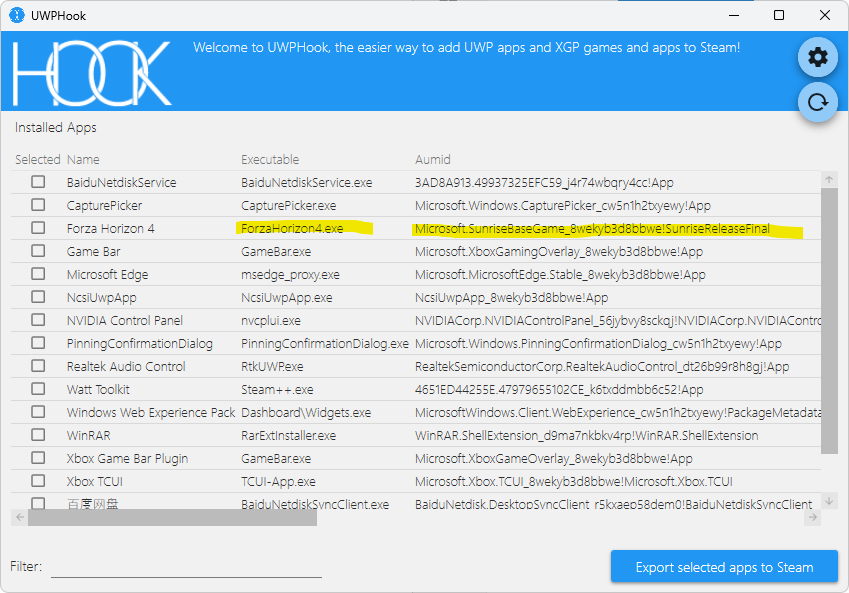 UWPHook
HOOK
Welcome to UWPHook, the easier way to add UWP apps and XGP games and apps to Steam!
Installed Apps
Selected Name Executable Aumid
BaiduNetdiskService BaiduNetdiskService.exe 3AD8A913.49937325EFC59_j4r74wbqry4cc!App
CapturePicker CapturePicker.exe Microsoft.Windows.CapturePicker_cw5n1h2txyewy!App
Forza Horizon 4 ForzaHorizon4.exe Microsoft.SunriseBaseGame_8wekyb3d8bbwe!SunriseReleaseFinal
Game Bar GameBar.exe Microsoft.XboxGamingOverlay_8wekyb3d8bbwe!App
Microsoft Edge msedge_proxy.exe Microsoft.MicrosoftEdge.Stable_8wekyb3d8bbwe!App
NcsiUwpApp NcsiUwpApp.exe NcsiUwpApp_8wekyb3d8bbwe!App
NVIDIA Control Panel nvcplui.exe NVIDIACorp.NVIDIAControlPanel_56jybvy8sckqj!NVIDIACorp.NVIDIAContro
PinningConfirmationDialog PinningConfirmationDialog.exe Microsoft.Windows.PinningConfirmationDialog_cw5n1h2txyewy!App
Realtek Audio Control RtkUWP.exe RealtekSemiconductorCorp.RealtekAudioControl_dt26b99r8h8gj!App
Watt Toolkit Steam++.exe 4651ED44255E.47979655102CE_k6txddmbb6c52!App
Windows Web Experience Pack Dashboard\Widgets.exe MicrosoftWindows.Client.WebExperience_cw5n1h2txyewy!PackageMetadata
WinRAR RarExtInstaller.exe WinRAR.ShellExtension_d9ma7nkbkv4rp!WinRAR.ShellExtension
Xbox Game Bar Plugin GameBar.exe Microsoft.XboxGameOverlay_8wekyb3d8bbwe!App
Xbox TCUI TCUI-App.exe Microsoft.Xbox.TCUI_8wekyb3d8bbwe!Microsoft.Xbox.TCUI
百度网盘 BaiduNetdiskSyncClient.exe BaiduNetdisk.DesktopSyncClient_r5kxaep58dem0!BaiduNetdiskSyncClient
Filter:
Export selected apps to Steam